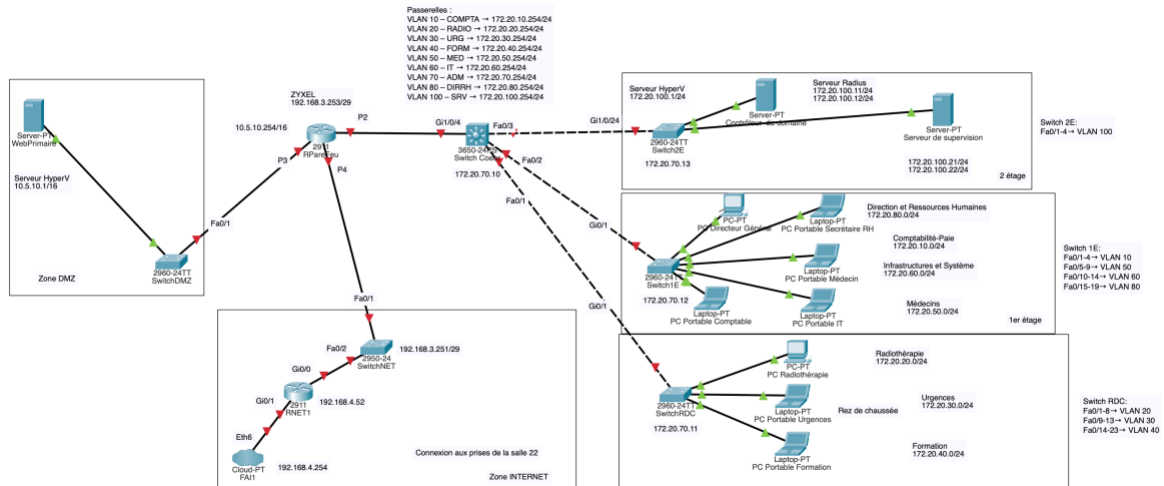 Passerelles :
VLAN 10 – COMPTA → 172.20.10.254/24
VLAN 20 – RADIO → 172.20.20.254/24
VLAN 30 – URG → 172.20.30.254/24
VLAN 40 – FORM → 172.20.40.254/24
VLAN 50 – MED → 172.20.50.254/24
VLAN 60 – IT → 172.20.60.254/24
VLAN 70 – ADM → 172.20.70.254/24
VLAN 80 – DIRRH → 172.20.80.254/24
VLAN 100 – SRV → 172.20.100.254/24
Server-PT
WebPrimaire
Serveur HyperV
10.5.10.1/16
Fa0/1
2960-24TT
SwitchDMZ
Zone DMZ
ZYXEL
192.168.3.253/29
10.5.10.254/16
P2
P3
P4
2911
RPareFeu
Gi1/0/4
Fa0/3
Fa0/2
Fa0/1
3650-24PS
Switch Coeur
172.20.70.10
Gi1/0/24
Gi0/1
Gi0/1
Serveur HyperV
172.20.100.1/24
Server-PT
Contrôleur de domaine
Serveur Radius
172.20.100.11/24
172.20.100.12/24
2960-24TT
Switch2E
172.20.70.13
Server-PT
Serveur de supervision
172.20.100.21/24
172.20.100.22/24
2 étage
Switch 2E:
Fa0/1-4→ VLAN 100
PC-PT
PC Directeur Général
Laptop-PT
PC Portable Secrétaire RH
Direction et Ressources Humaines
172.20.80.0/24
Comptabilité-Paie
172.20.10.0/24
Laptop-PT
PC Portable Médecin
Infrastructures et Système
172.20.60.0/24
2960-24TT
Switch1E
172.20.70.12
Laptop-PT
PC Portable Comptable
Laptop-PT
PC Portable IT
Médecins
172.20.50.0/24
1er étage
Switch 1E:
Fa0/1-4→ VLAN 10
Fa0/5-9→ VLAN 50
Fa0/10-14→ VLAN 60
Fa0/15-19→ VLAN 80
PC-PT
PC Radiothérapie
Radiothérapie
172.20.20.0/24
2960-24TT
SwitchRDC
172.20.70.11
Laptop-PT
PC Portable Urgences
Urgences
172.20.30.0/24
Rez de chaussée
Laptop-PT
PC Portable Formation
Formation
172.20.40.0/24
Switch RDC:
Fa0/1-8→ VLAN 20
Fa0/9-13→ VLAN 30
Fa0/14-23→ VLAN 40
Fa0/1
Fa0/2
2950-24
SwitchNET
192.168.3.251/29
Gi0/0
Gi0/1
2911
RNET1
192.168.4.52
Eth6
Cloud-PT
FAI1
192.168.4.254
Connexion aux prises de la salle 22
Zone INTERNET